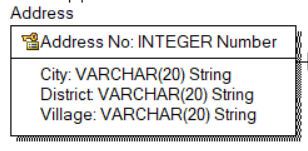 Address
Address No: INTEGER Number
City: VARCHAR(20) String
District: VARCHAR(20) String
Village: VARCHAR(20) String